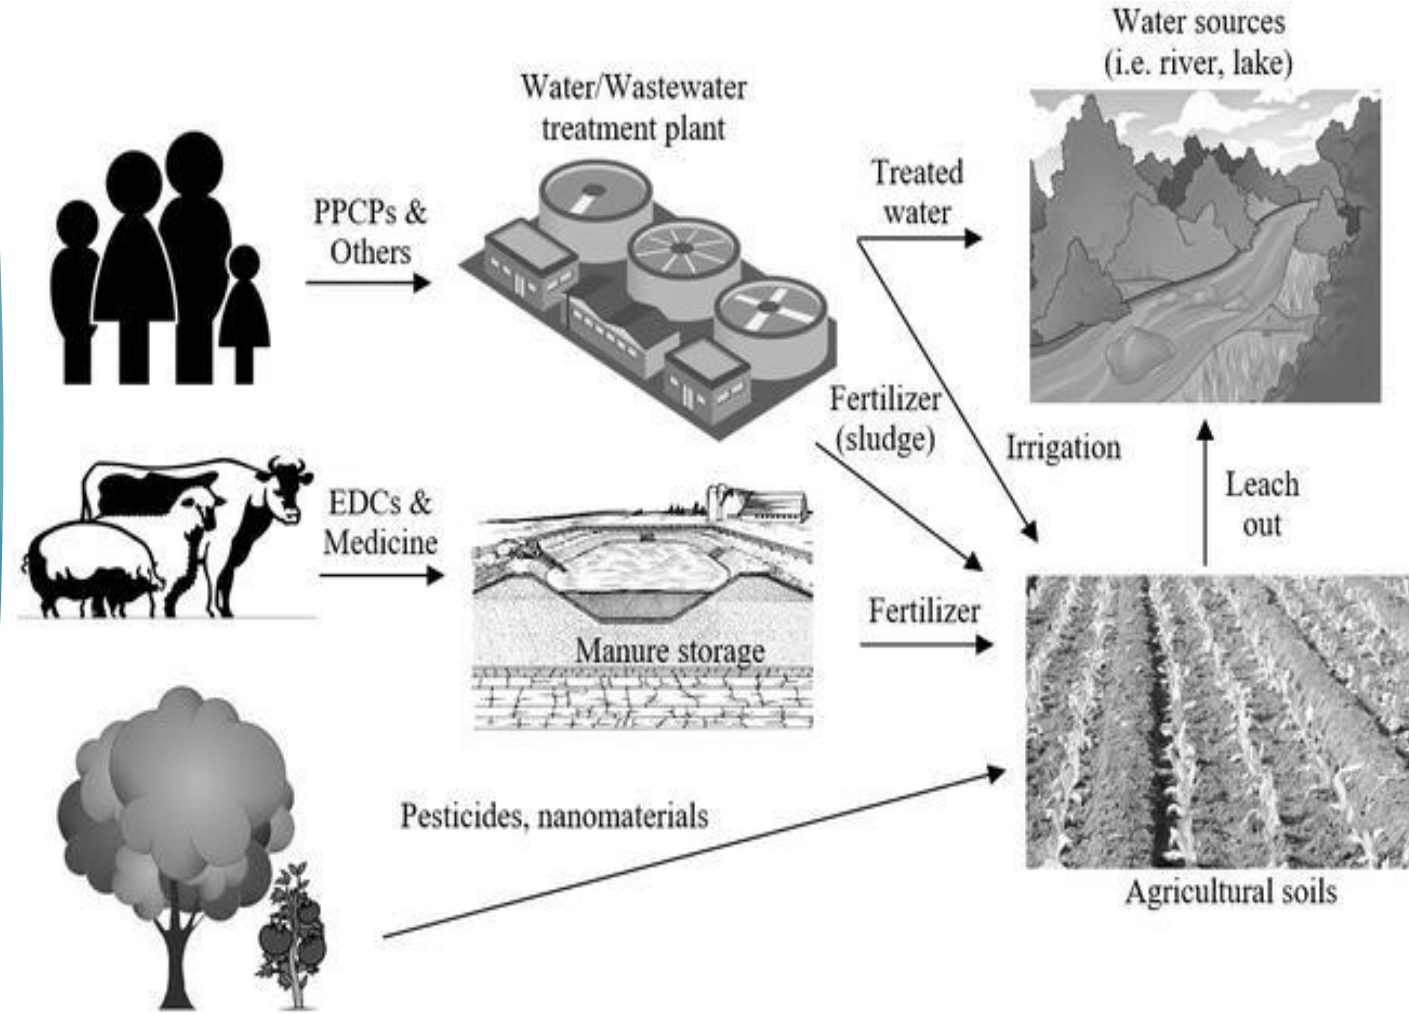 Water sources
(i.e. river, lake)
Water/Wastewater
treatment plant
PPCPs &
Others
Treated
water
Fertilizer
(sludge)
Irrigation
Leach
out
EDCs &
Medicine
Manure storage
Fertilizer
Pesticides, nanomaterials
Agricultural soils